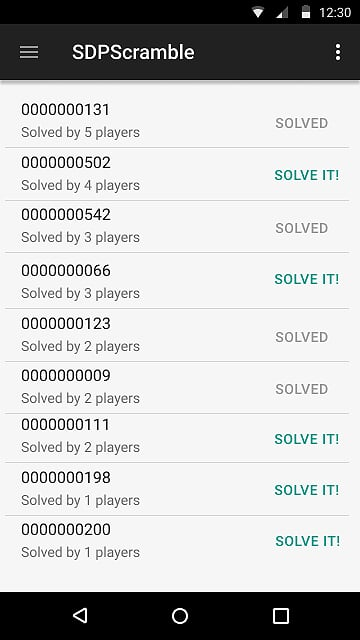 12:30
SDPScramble
0000000131
Solved by 5 players
SOLVED
0000000502
Solved by 4 players
SOLVE IT!
0000000542
Solved by 3 players
SOLVED
0000000066
Solved by 3 players
SOLVE IT!
0000000123
Solved by 2 players
SOLVED
0000000009
Solved by 2 players
SOLVED
0000000111
Solved by 2 players
SOLVE IT!
0000000198
Solved by 1 players
SOLVE IT!
0000000200
Solved by 1 players
SOLVE IT!